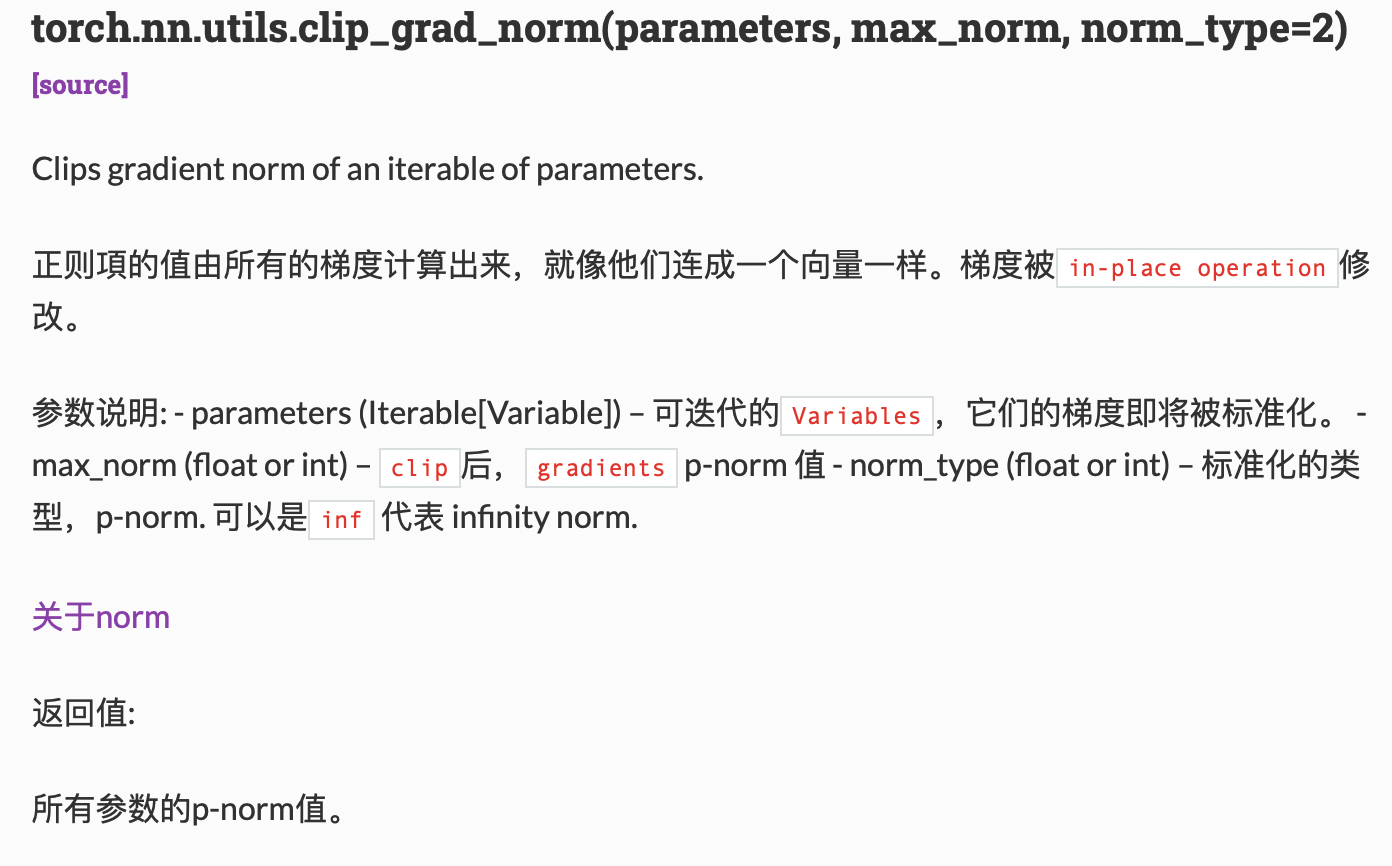 torch.nn.utils.clip_grad_norm(parameters, max_norm, norm_type=2)
[source]
Clips gradient norm of an iterable of parameters.
正则項的值由所有的梯度计算出来，就像他们连成一个向量一样。梯度被in-place operation修
改。
参数说明: - parameters (Iterable[Variable]) – 可迭代的Variables，它们的梯度即将被标准化。 -
max_norm (float or int) – clip后，gradients p-norm 值 - norm_type (float or int) – 标准化的类
型，p-norm. 可以是inf 代表 infinity norm.
关于norm
返回值:
所有参数的p-norm值。